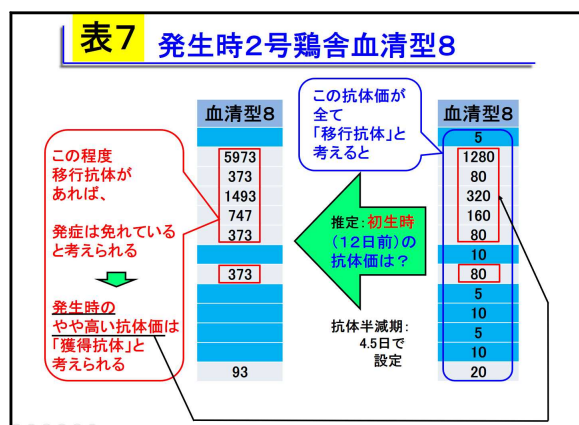 表7 発生時2号鶏舎血清型8
血清型8
5973
373
1493
747
373
373
93
この程度
移行抗体が
あれば、
発症は免れている
と考えられる
発生時の
やや高い抗体価は
「獲得抗体」と
考えられる
この抗体価が
全て
「移行抗体」と
考えると
推定:初生時
(12日前)の
抗体価は?
抗体半減期:
4.5日で
設定
血清型8
5
1280
80
320
160
80
10
80
5
10
5
10
20